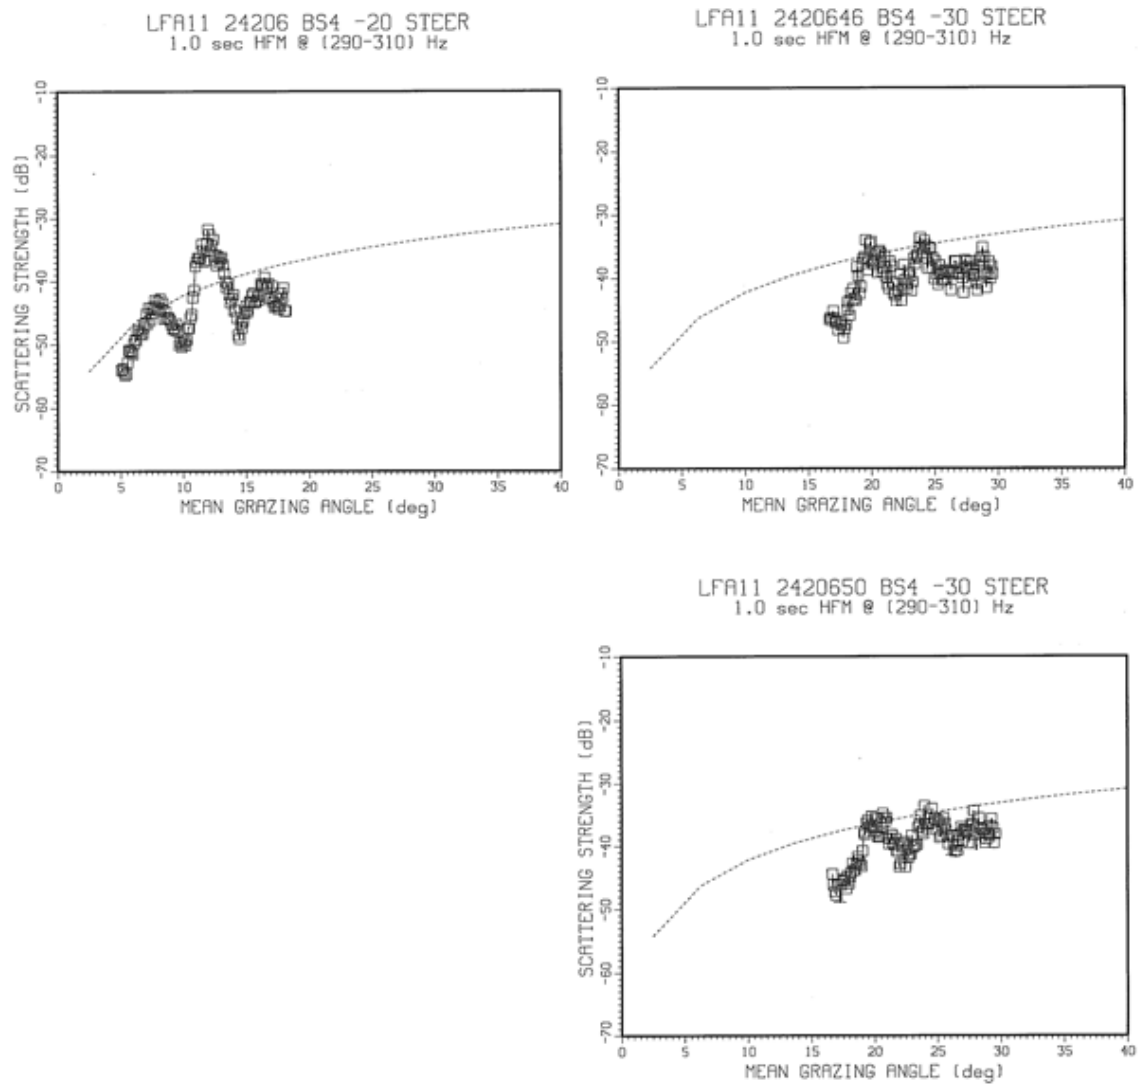 LFA11 24206 BS4 -20 STEER
1.0 sec HFM @ (290-310) Hz
SCATTERING STRENGTH (dB)
-10
-20
-30
-40
-50
-60
-70
0 5 10 15 20 25 30 35 40
MEAN GRAZING ANGLE (deg)
LFA11 2420646 BS4 -30 STEER
1.0 sec HFM @ (290-310) Hz
SCATTERING STRENGTH (dB)
-10
-20
-30
-40
-50
-60
-70
0 5 10 15 20 25 30 35 40
MEAN GRAZING ANGLE (deg)
LFA11 2420650 BS4 -30 STEER
1.0 sec HFM @ (290-310) Hz
SCATTERING STRENGTH (dB)
-10
-20
-30
-40
-50
-60
-70
0 5 10 15 20 25 30 35 40
MEAN GRAZING ANGLE (deg)